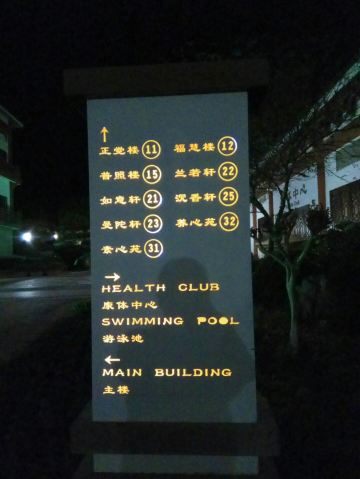 ↑
正觉楼 11 福慧楼 12
普照楼 15 兰若轩 22
如意轩 21 沉香轩 25
曼陀轩 23 养心苑 32
素心苑 31
→
HEALTH CLUB
康体中心
SWIMMING POOL
游泳池
←
MAIN BUILDING
主楼